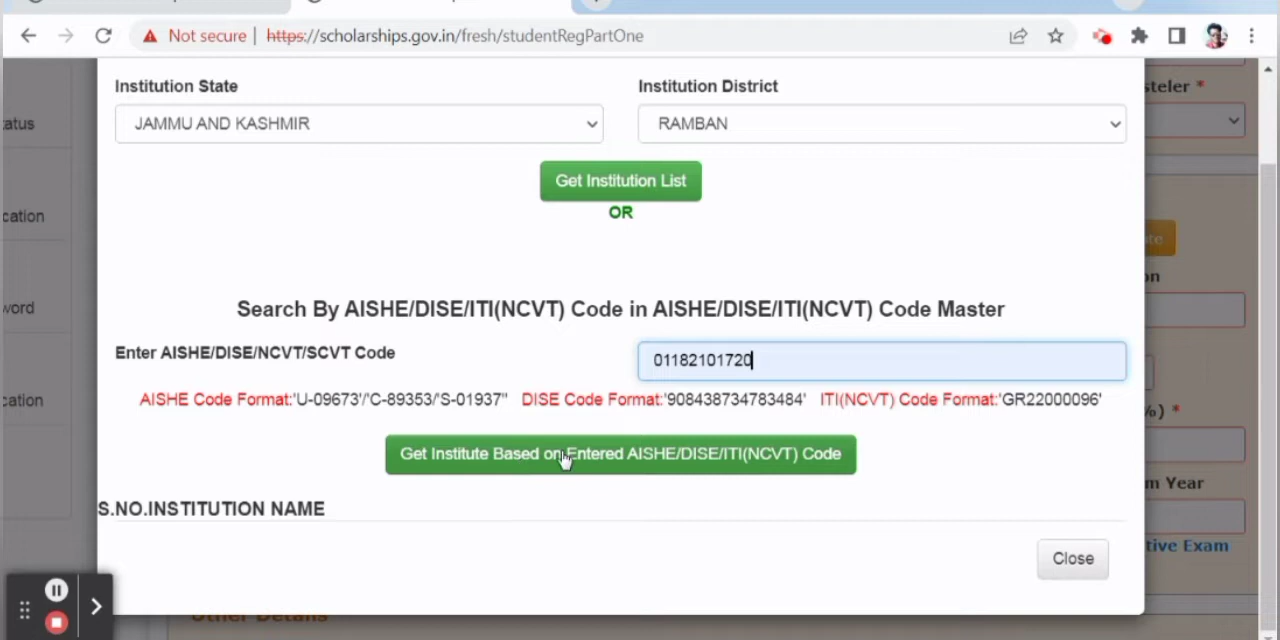 Not secure | https://scholarships.gov.in/fresh/studentRegPartOne
Institution State
Institution District
steler *
atus
JAMMU AND KASHMIR
RAMBAN
Get Institution List
cation
OR
te
on
word
Search By AISHE/DISE/ITI(NCVT) Code in AISHE/DISE/ITI(NCVT) Code Master
Enter AISHE/DISE/NCVT/SCVT Code
01182101720
cation
AISHE Code Format:'U-09673'/'C-89353/'S-01937" DISE Code Format:'908438734783484' ITI(NCVT) Code Format:'GR22000096'
%) *
Get Institute Based on Entered AISHE/DISE/ITI(NCVT) Code
m Year
S.NO.INSTITUTION NAME
tive Exam
Close
Other Details